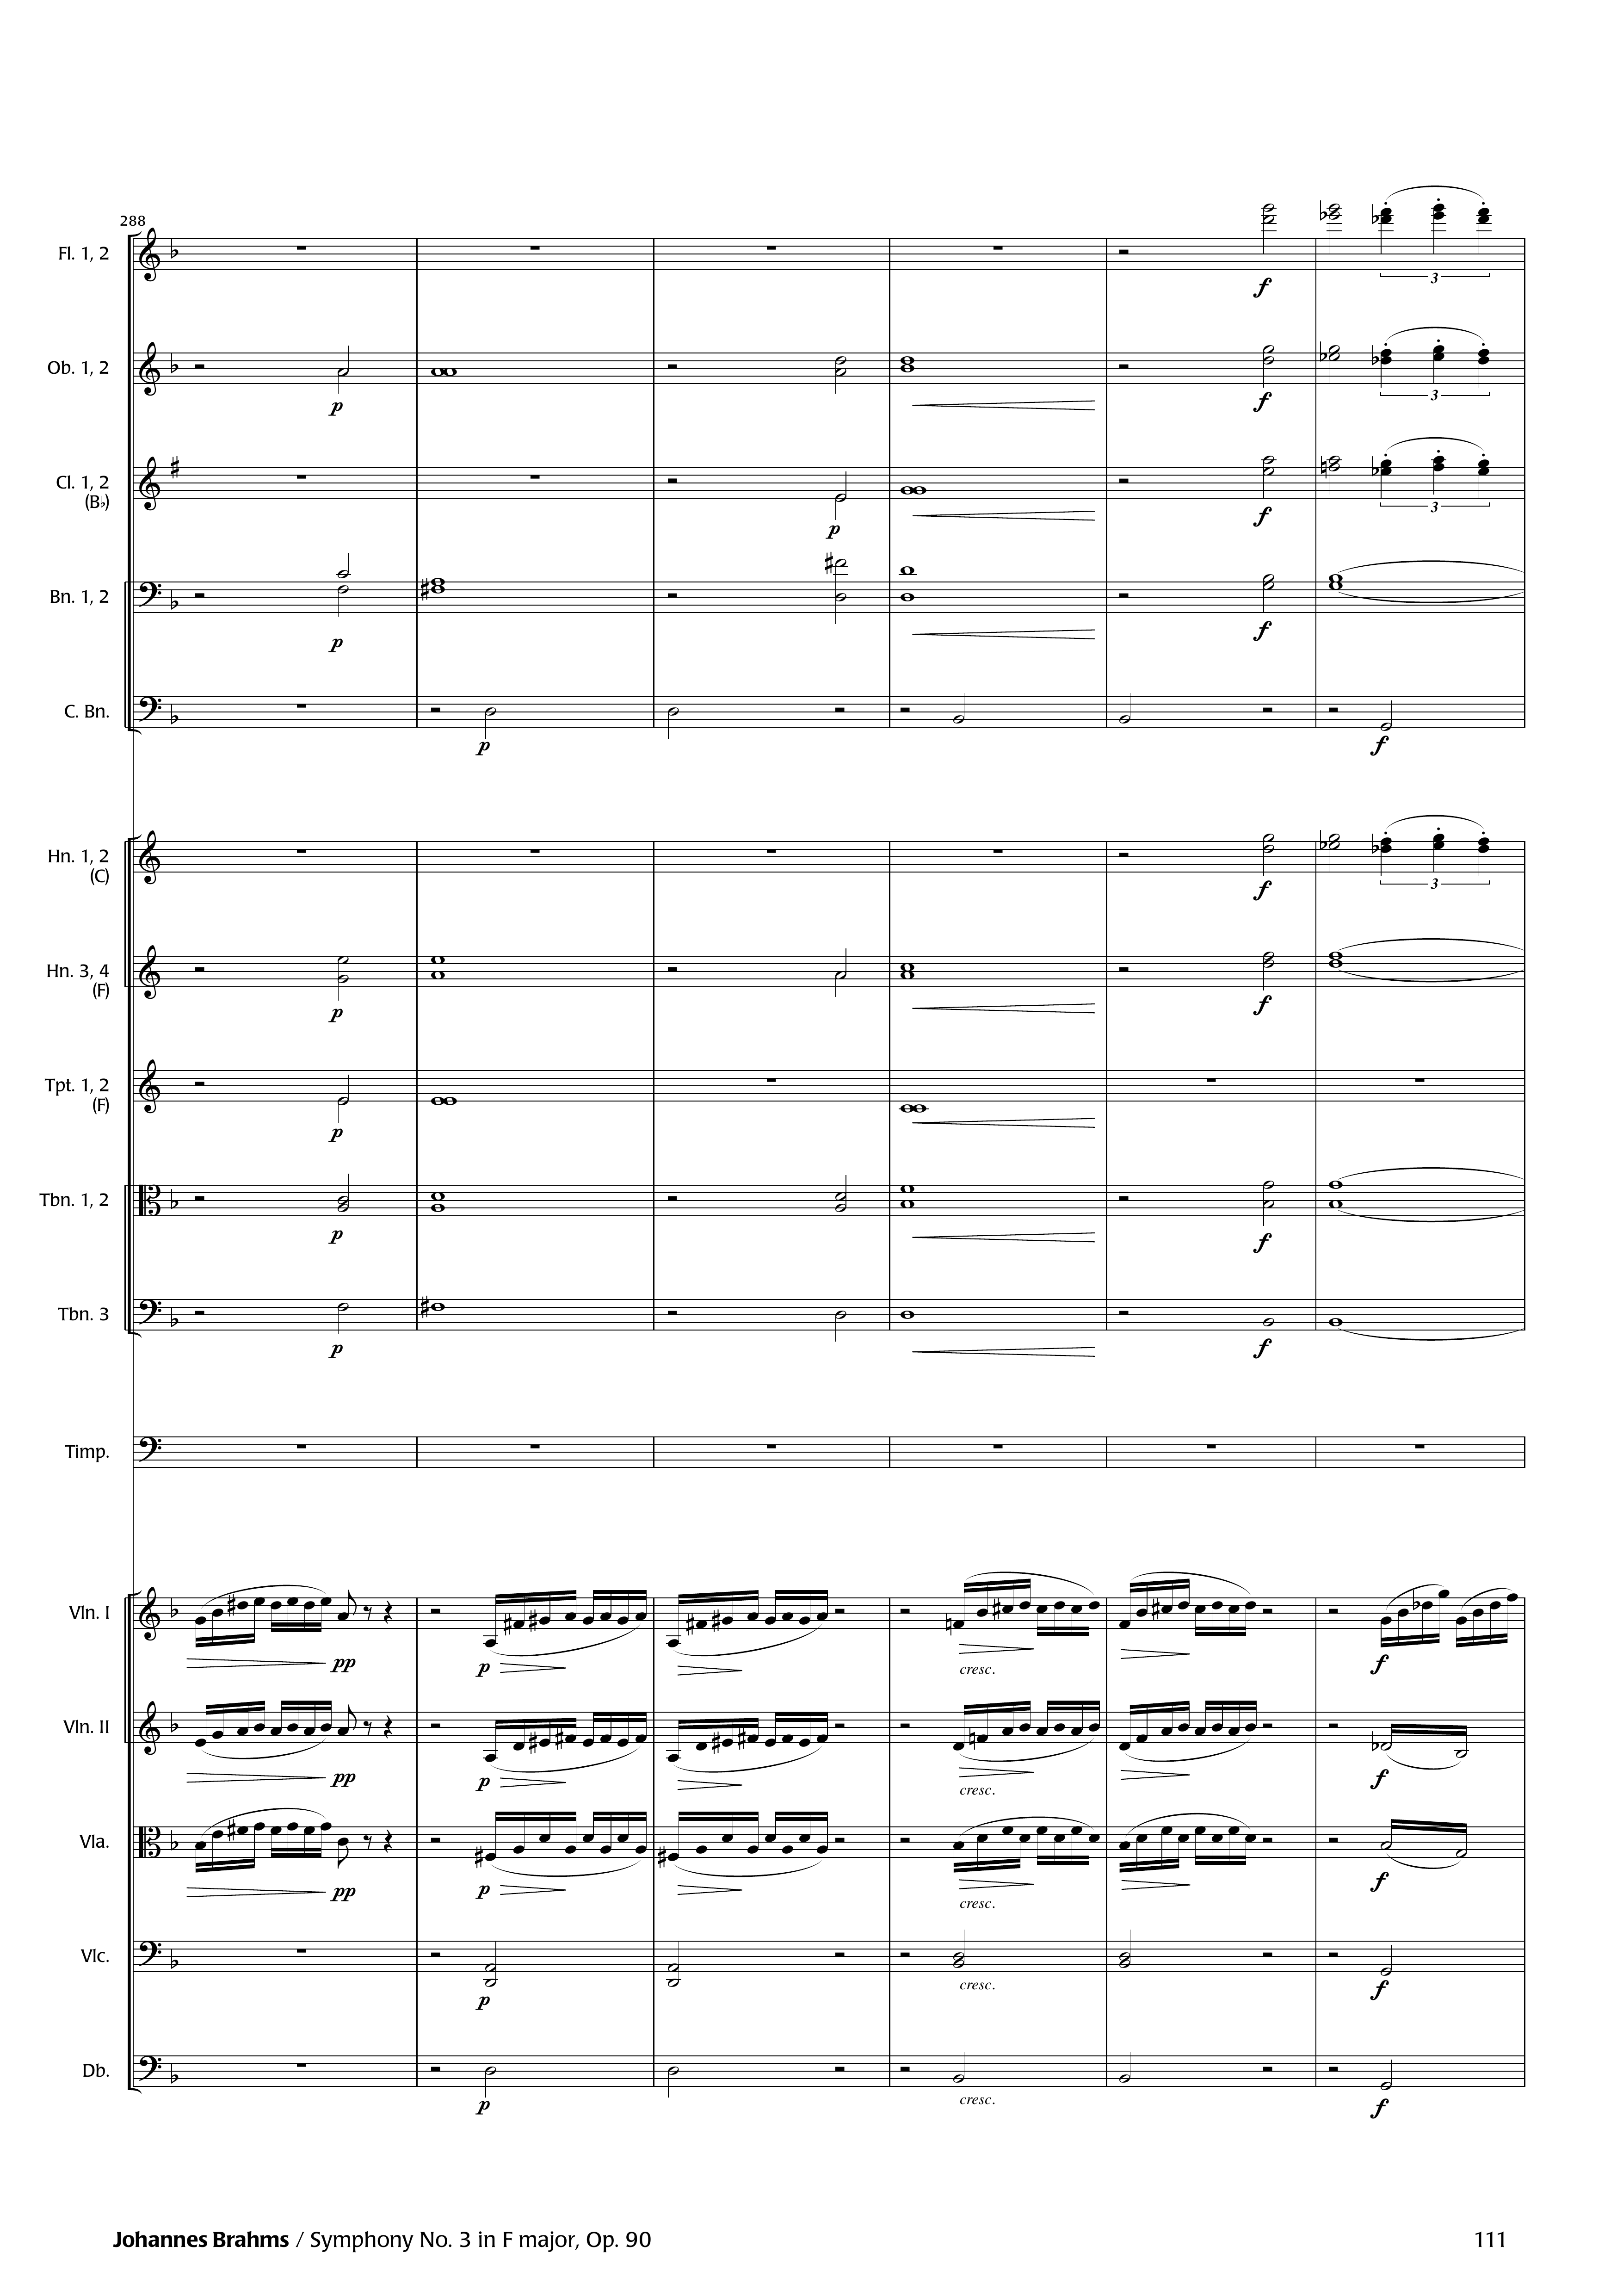 288
Fl. 1, 2
f
3
Ob. 1, 2
p
f
3
Cl. 1, 2
(B♭)
p
f
3
Bn. 1, 2
p
f
C. Bn.
p
f
Hn. 1, 2
(C)
f
3
Hn. 3, 4
(F)
p
f
Tpt. 1, 2
(F)
p
Tbn. 1, 2
p
f
Tbn. 3
p
f
Timp.
Vln. I
pp
p
cresc.
f
Vln. II
pp
p
cresc.
f
Vla.
pp
p
cresc.
f
Vlc.
p
cresc.
f
Db.
p
cresc.
f
Johannes Brahms / Symphony No. 3 in F major, Op. 90
111